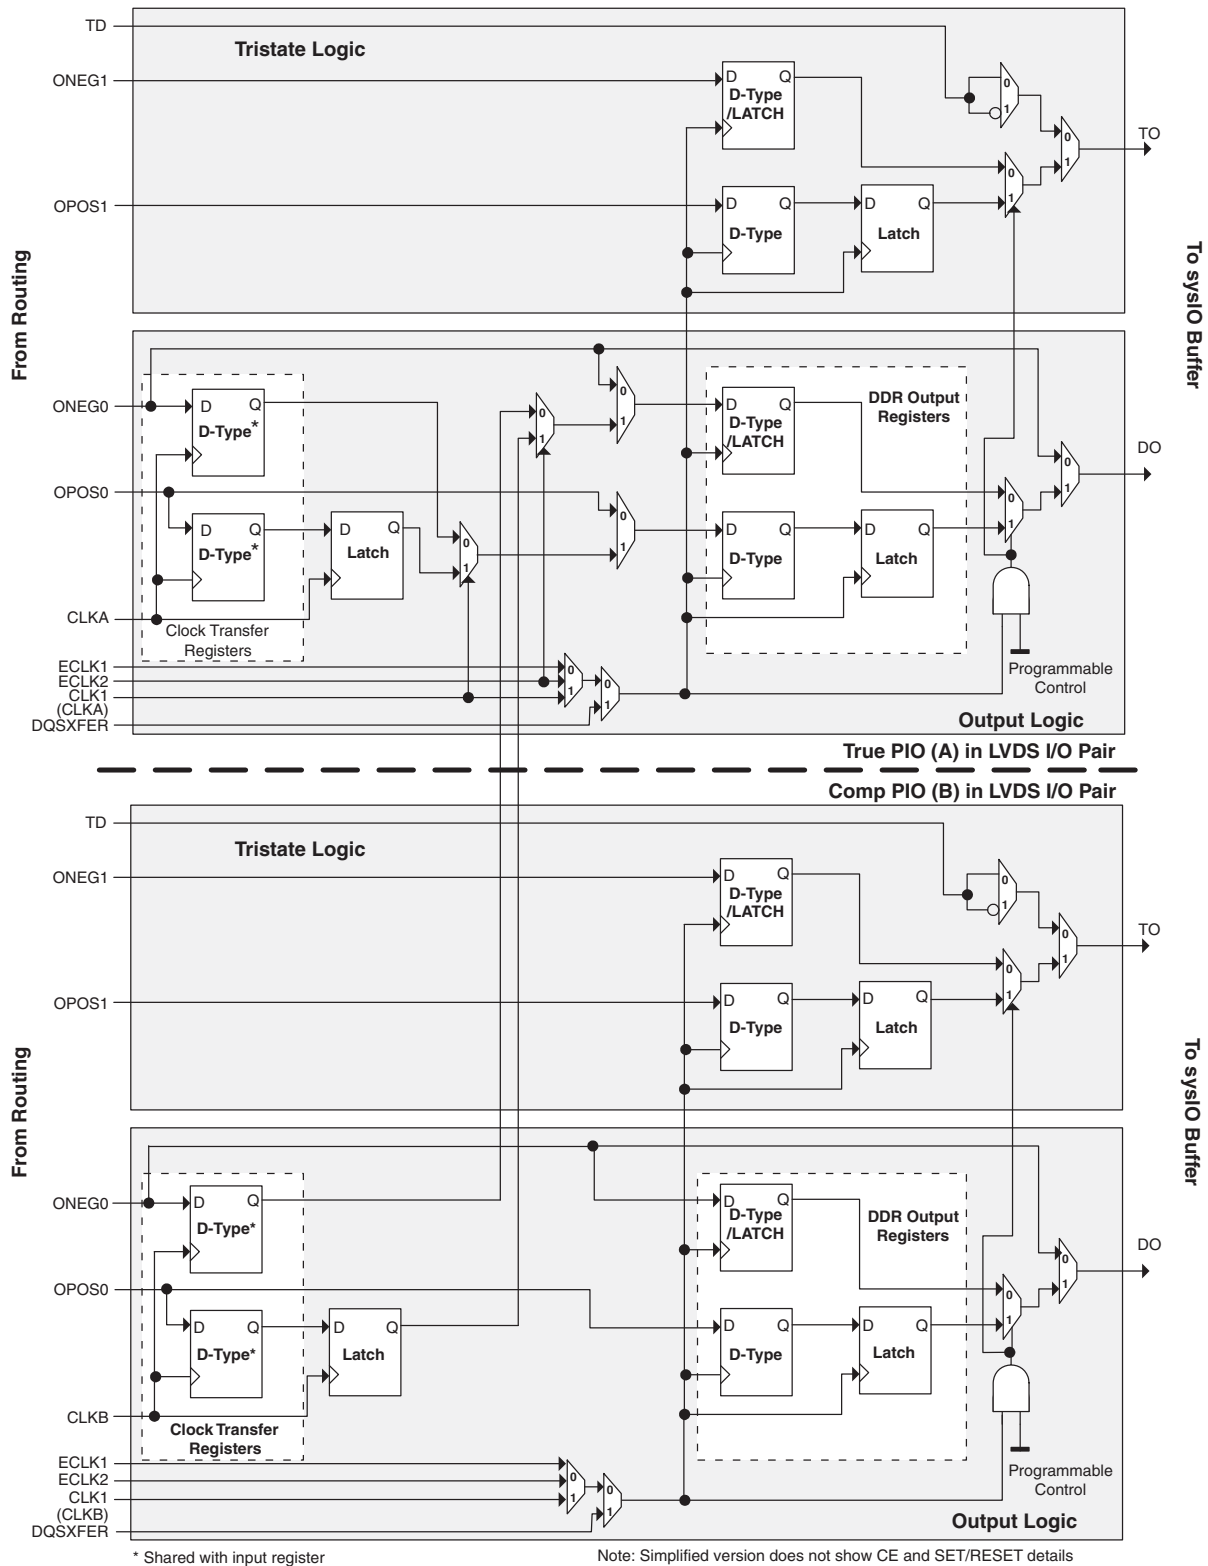 TD
Tristate Logic
ONEG1
D Q
D-Type
/LATCH
0
1
0
1
TO
0
1
OPOS1
D Q
D-Type
D Q
Latch
From Routing
To sysIO Buffer
ONEG0
D Q
D-Type*
0
1
0
1
D Q
D-Type
/LATCH
DDR Output
Registers
0
1
DO
OPOS0
D Q
D-Type*
D Q
Latch
0
1
0
1
D Q
D-Type
D Q
Latch
0
1
CLKA
Clock Transfer
Registers
ECLK1
ECLK2
CLK1
(CLKA)
DQSXFER
0
1
0
1
Programmable
Control
Output Logic
True PIO (A) in LVDS I/O Pair
Comp PIO (B) in LVDS I/O Pair
TD
Tristate Logic
ONEG1
D Q
D-Type
/LATCH
0
1
0
1
TO
0
1
OPOS1
D Q
D-Type
D Q
Latch
From Routing
To sysIO Buffer
ONEG0
D Q
D-Type*
D Q
D-Type
/LATCH
DDR Output
Registers
0
1
DO
OPOS0
D Q
D-Type*
D Q
Latch
D Q
D-Type
D Q
Latch
0
1
CLKB
Clock Transfer
Registers
ECLK1
ECLK2
CLK1
(CLKB)
DQSXFER
0
1
0
1
Programmable
Control
Output Logic
* Shared with input register
Note: Simplified version does not show CE and SET/RESET details